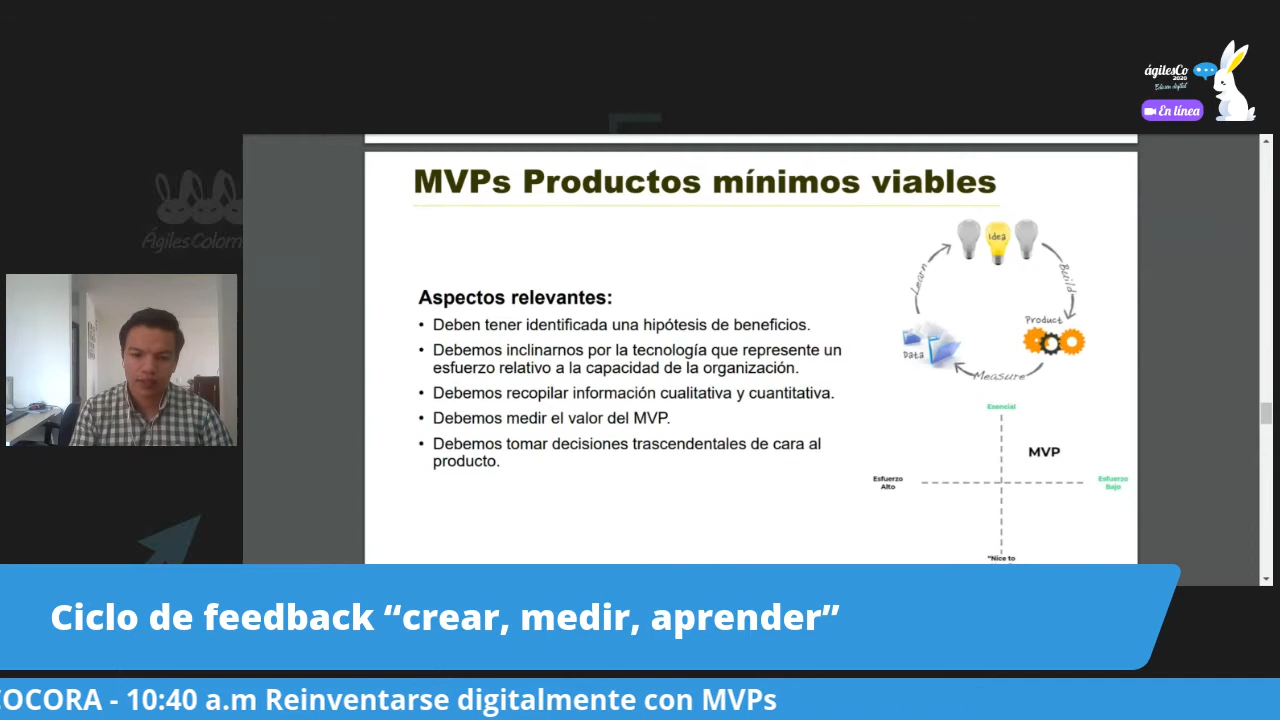 ágilesCo
2020
Edición digital
En línea
ÁgilesColom
MVPs Productos mínimos viables
Idea
Learn
Build
Product
Data
Measure
Aspectos relevantes:
• Deben tener identificada una hipótesis de beneficios.
• Debemos inclinarnos por la tecnología que represente un
esfuerzo relativo a la capacidad de la organización.
• Debemos recopilar información cualitativa y cuantitativa.
• Debemos medir el valor del MVP.
• Debemos tomar decisiones trascendentales de cara al
producto.
Esencial
MVP
Esfuerzo
Alto
Esfuerzo
Bajo
"Nice to
Ciclo de feedback “crear, medir, aprender”
COCORA - 10:40 a.m Reinventarse digitalmente con MVPs